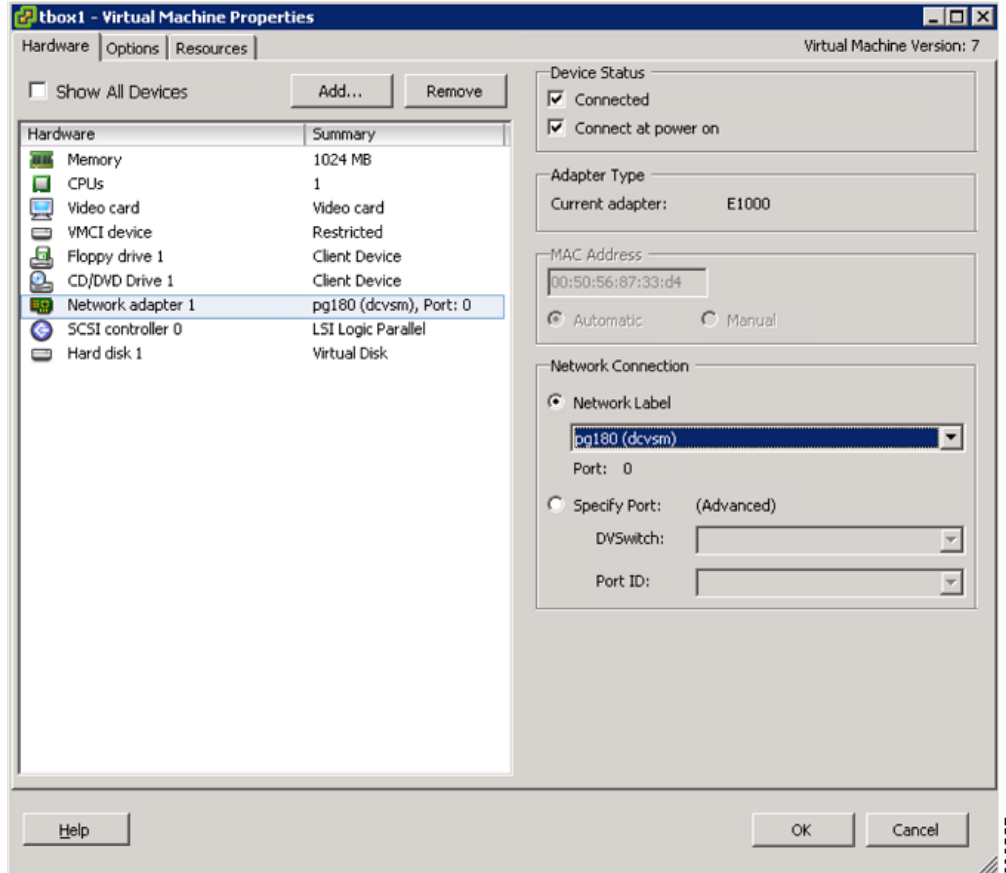 tbox1 - Virtual Machine Properties
Hardware Options Resources Virtual Machine Version: 7
Show All Devices Add... Remove
Hardware Summary
Memory 1024 MB
CPUs 1
Video card Video card
VMCI device Restricted
Floppy drive 1 Client Device
CD/DVD Drive 1 Client Device
Network adapter 1 pg180 (dcvsm), Port: 0
SCSI controller 0 LSI Logic Parallel
Hard disk 1 Virtual Disk
Device Status
Connected
Connect at power on
Adapter Type
Current adapter: E1000
MAC Address
00:50:56:87:33:d4
Automatic Manual
Network Connection
Network Label
pg180 (dcvsm)
Port: 0
Specify Port: (Advanced)
DVSwitch:
Port ID:
Help OK Cancel